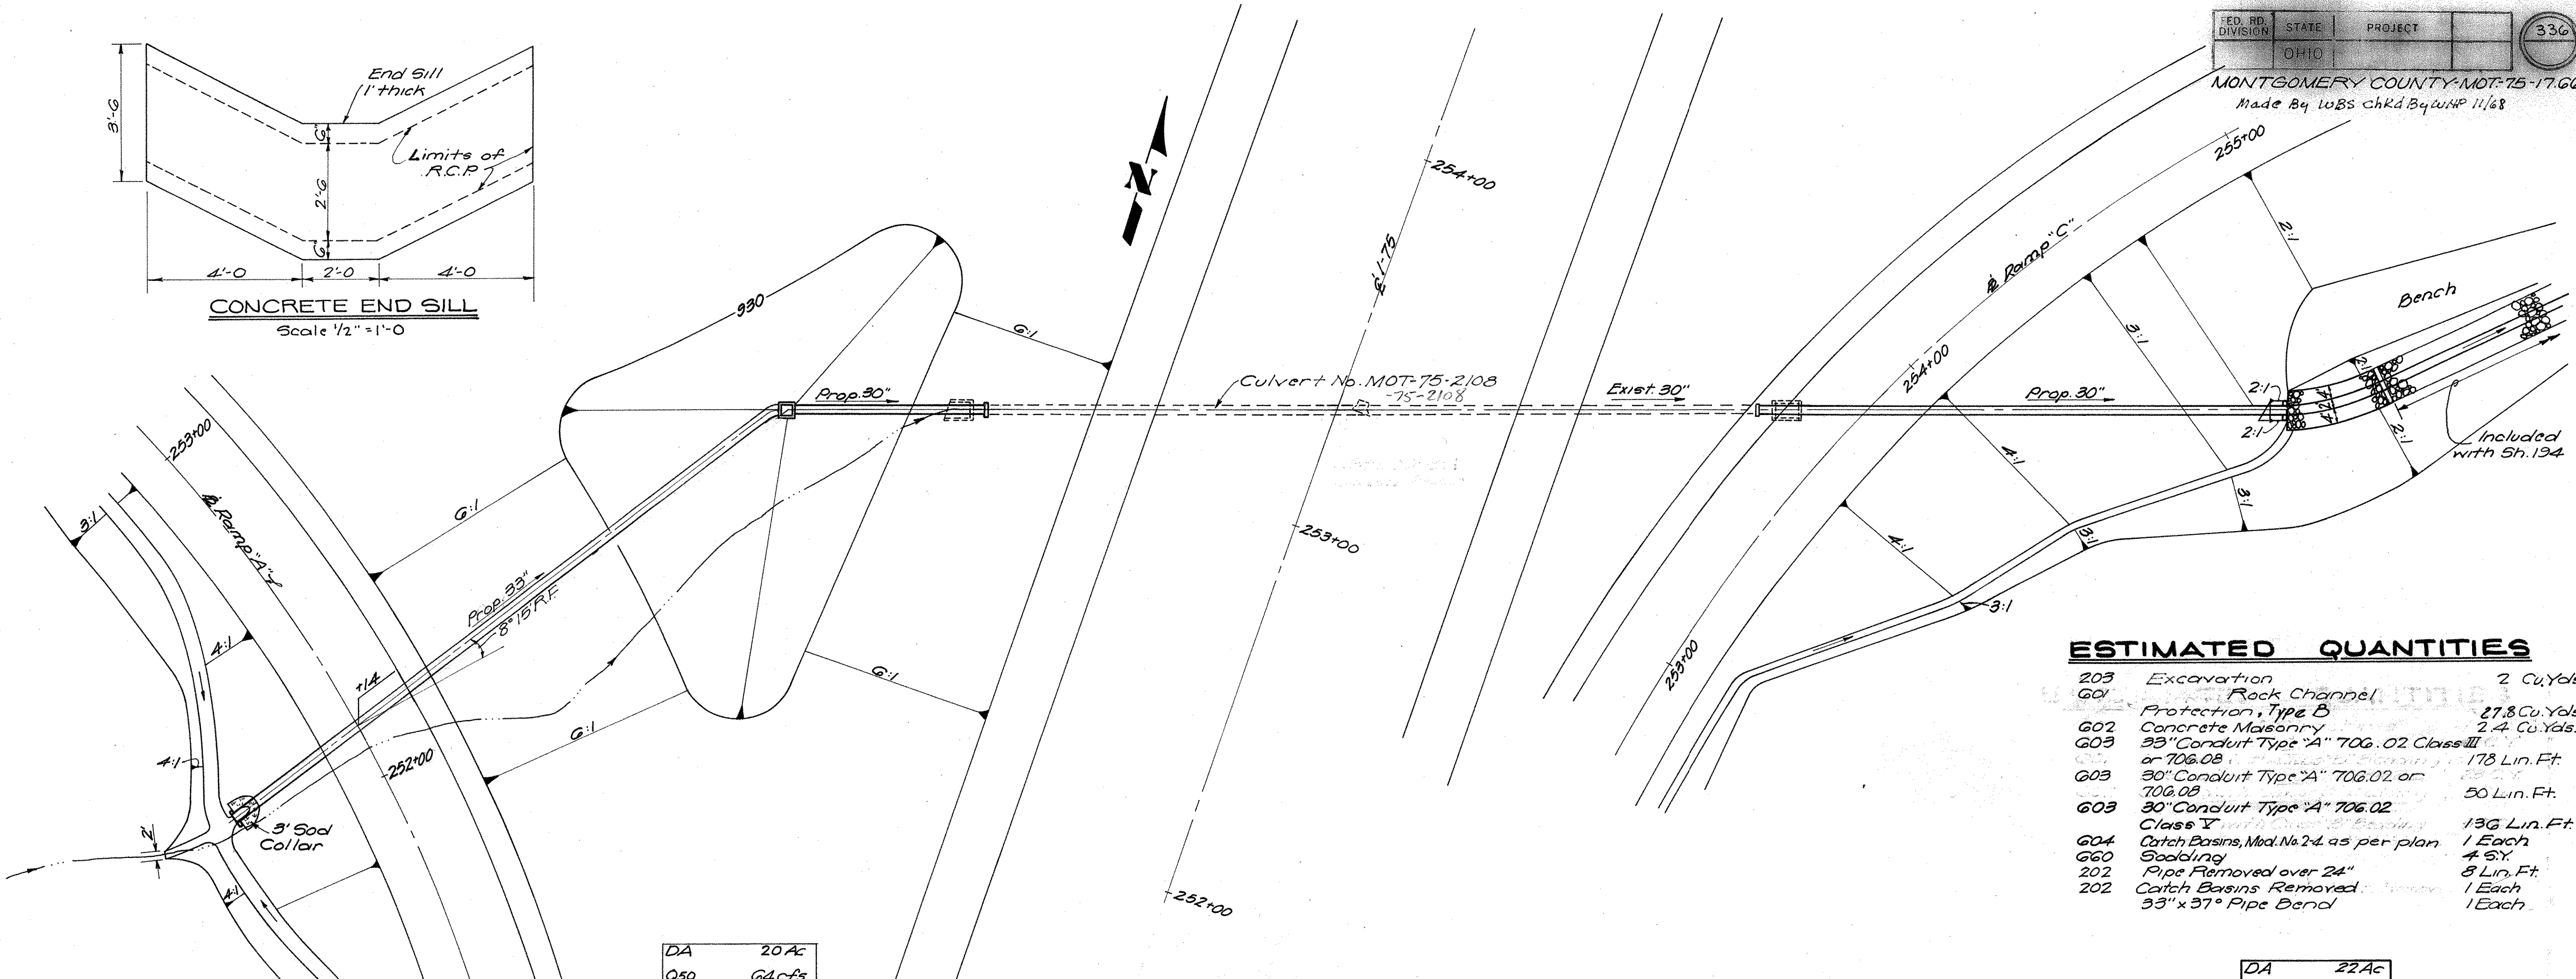 FED. RD. DIVISION STATE PROJECT
OHIO
336
MONTGOMERY COUNTY-MOT-75-17.66
Made By WBS Chkd By WHP 11/68
End Sill
1' thick
3'-6
6"
Limits of
R.C.P.
2'-6
6"
4'-0 2'-0 4'-0
CONCRETE END SILL
Scale 1/2" = 1'-0
N
930
6:1
254+00
℄ I-75
255+00
℄ Ramp "C"
2:1
Bench
3:1
254+00
Culvert No. MOT-75-2108
-75-2108
Prop. 30"
Exist. 30"
Prop. 30"
2:1
2:1
2:1
4'
2'
4'
2:1
Included
with Sh. 194
4:1
3:1
3:1
4:1
3:1
253+00
253+00
℄ Ramp "A"
3:1
6:1
Prop. 33"
8°15' R.F.
4:1
+14
6:1
6:1
253+00
252+00
4:1
3' Sod
Collar
2'
4:1
252+00
ESTIMATED QUANTITIES
203 Excavation 2 Cu.Yds
601 Rock Channel
Protection, Type B 27.8 Cu.Yds
602 Concrete Masonry 2.4 Cu.Yds.
603 33" Conduit Type "A" 706.02 Class III
or 706.08 178 Lin.Ft.
603 30" Conduit Type "A" 706.02 or
706.08 50 Lin.Ft.
603 30" Conduit Type "A" 706.02
Class V 136 Lin.Ft.
604 Catch Basins, Mod. No. 2-4 as per plan 1 Each
660 Sodding 4 S.Y.
202 Pipe Removed over 24" 8 Lin.Ft.
202 Catch Basins Removed 1 Each
33" x 37° Pipe Bend 1 Each
DA 20 Ac
Q50 64 cfs
DA 22 Ac